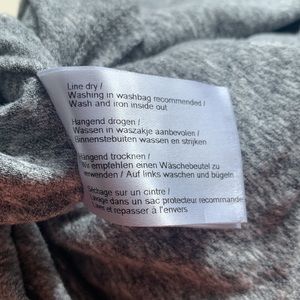 Line dry /
Washing in washbag recommended /
Wash and iron inside out
Hangend drogen /
Wassen in waszakje aanbevolen /
Binnenstebuiten wassen en strijken
Hangend trocknen /
Wir empfehlen einen Wäschebeutel zu
verwenden / Auf links waschen und bügeln
Séchage sur un cintre /
Lavage dans un sac protecteur recommandé
et repasser à l'envers